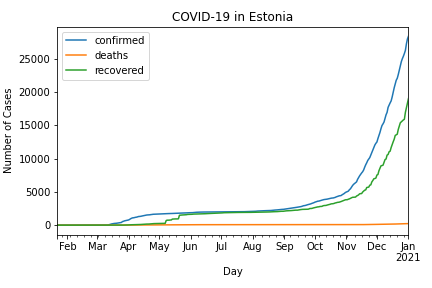 COVID-19 in Estonia
confirmed
deaths
recovered
Number of Cases
25000
20000
15000
10000
5000
0
Feb Mar Apr May Jun Jul Aug Sep Oct Nov Dec Jan
2021
Day